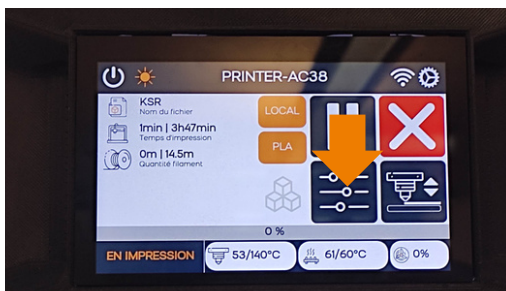 PRINTER-AC38
KSR
Nom du fichier
LOCAL
1min | 3h47min
Temps d'impression
PLA
0m | 14.5m
Quantité filament
0 %
EN IMPRESSION
53/140°C
61/60°C
0%